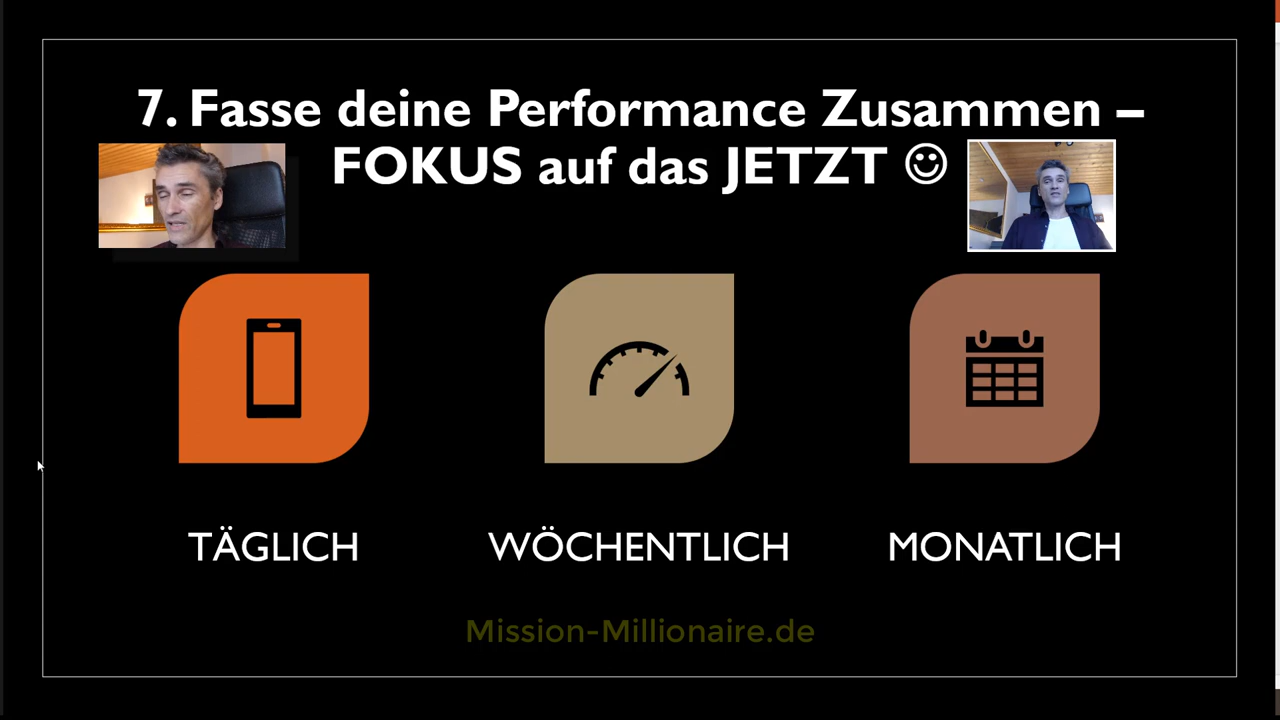 7. Fasse deine Performance Zusammen –
FOKUS auf das JETZT ☺
TÄGLICH
WÖCHENTLICH
MONATLICH
Mission-Millionaire.de